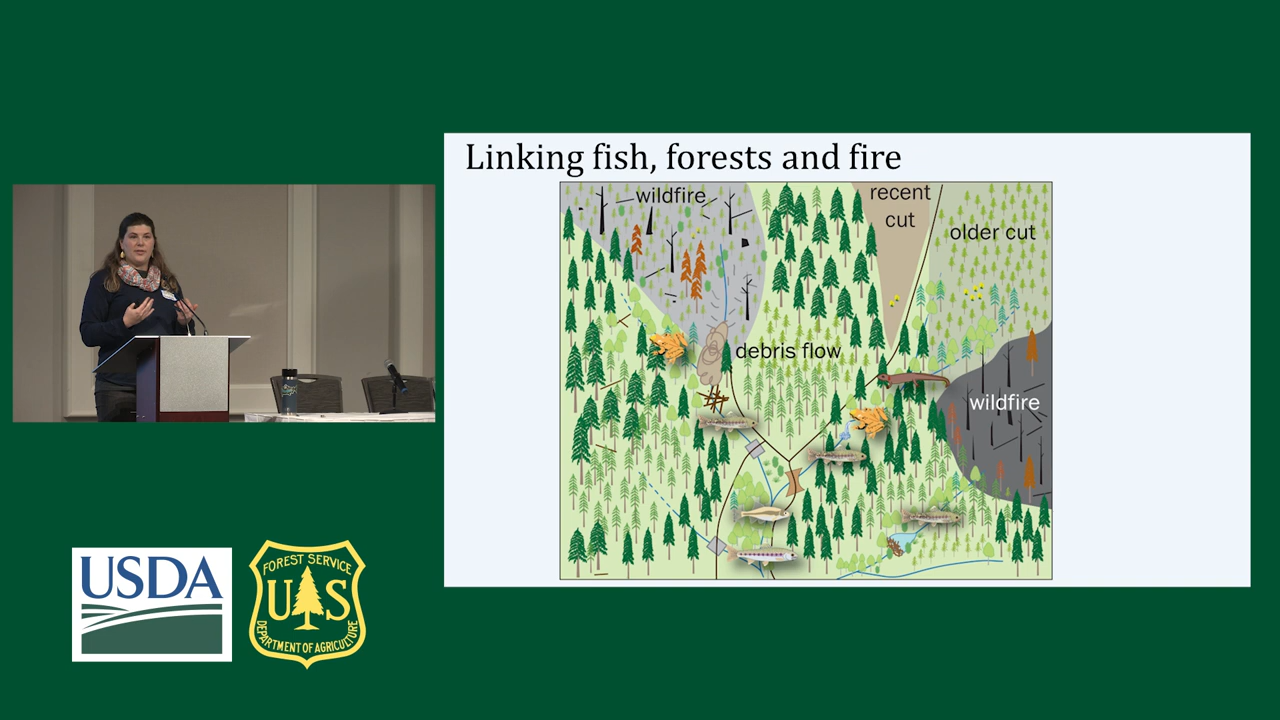 Linking fish, forests and fire
wildfire
recent
cut
older cut
debris flow
wildfire
USDA
FOREST SERVICE
U S
DEPARTMENT OF AGRICULTURE